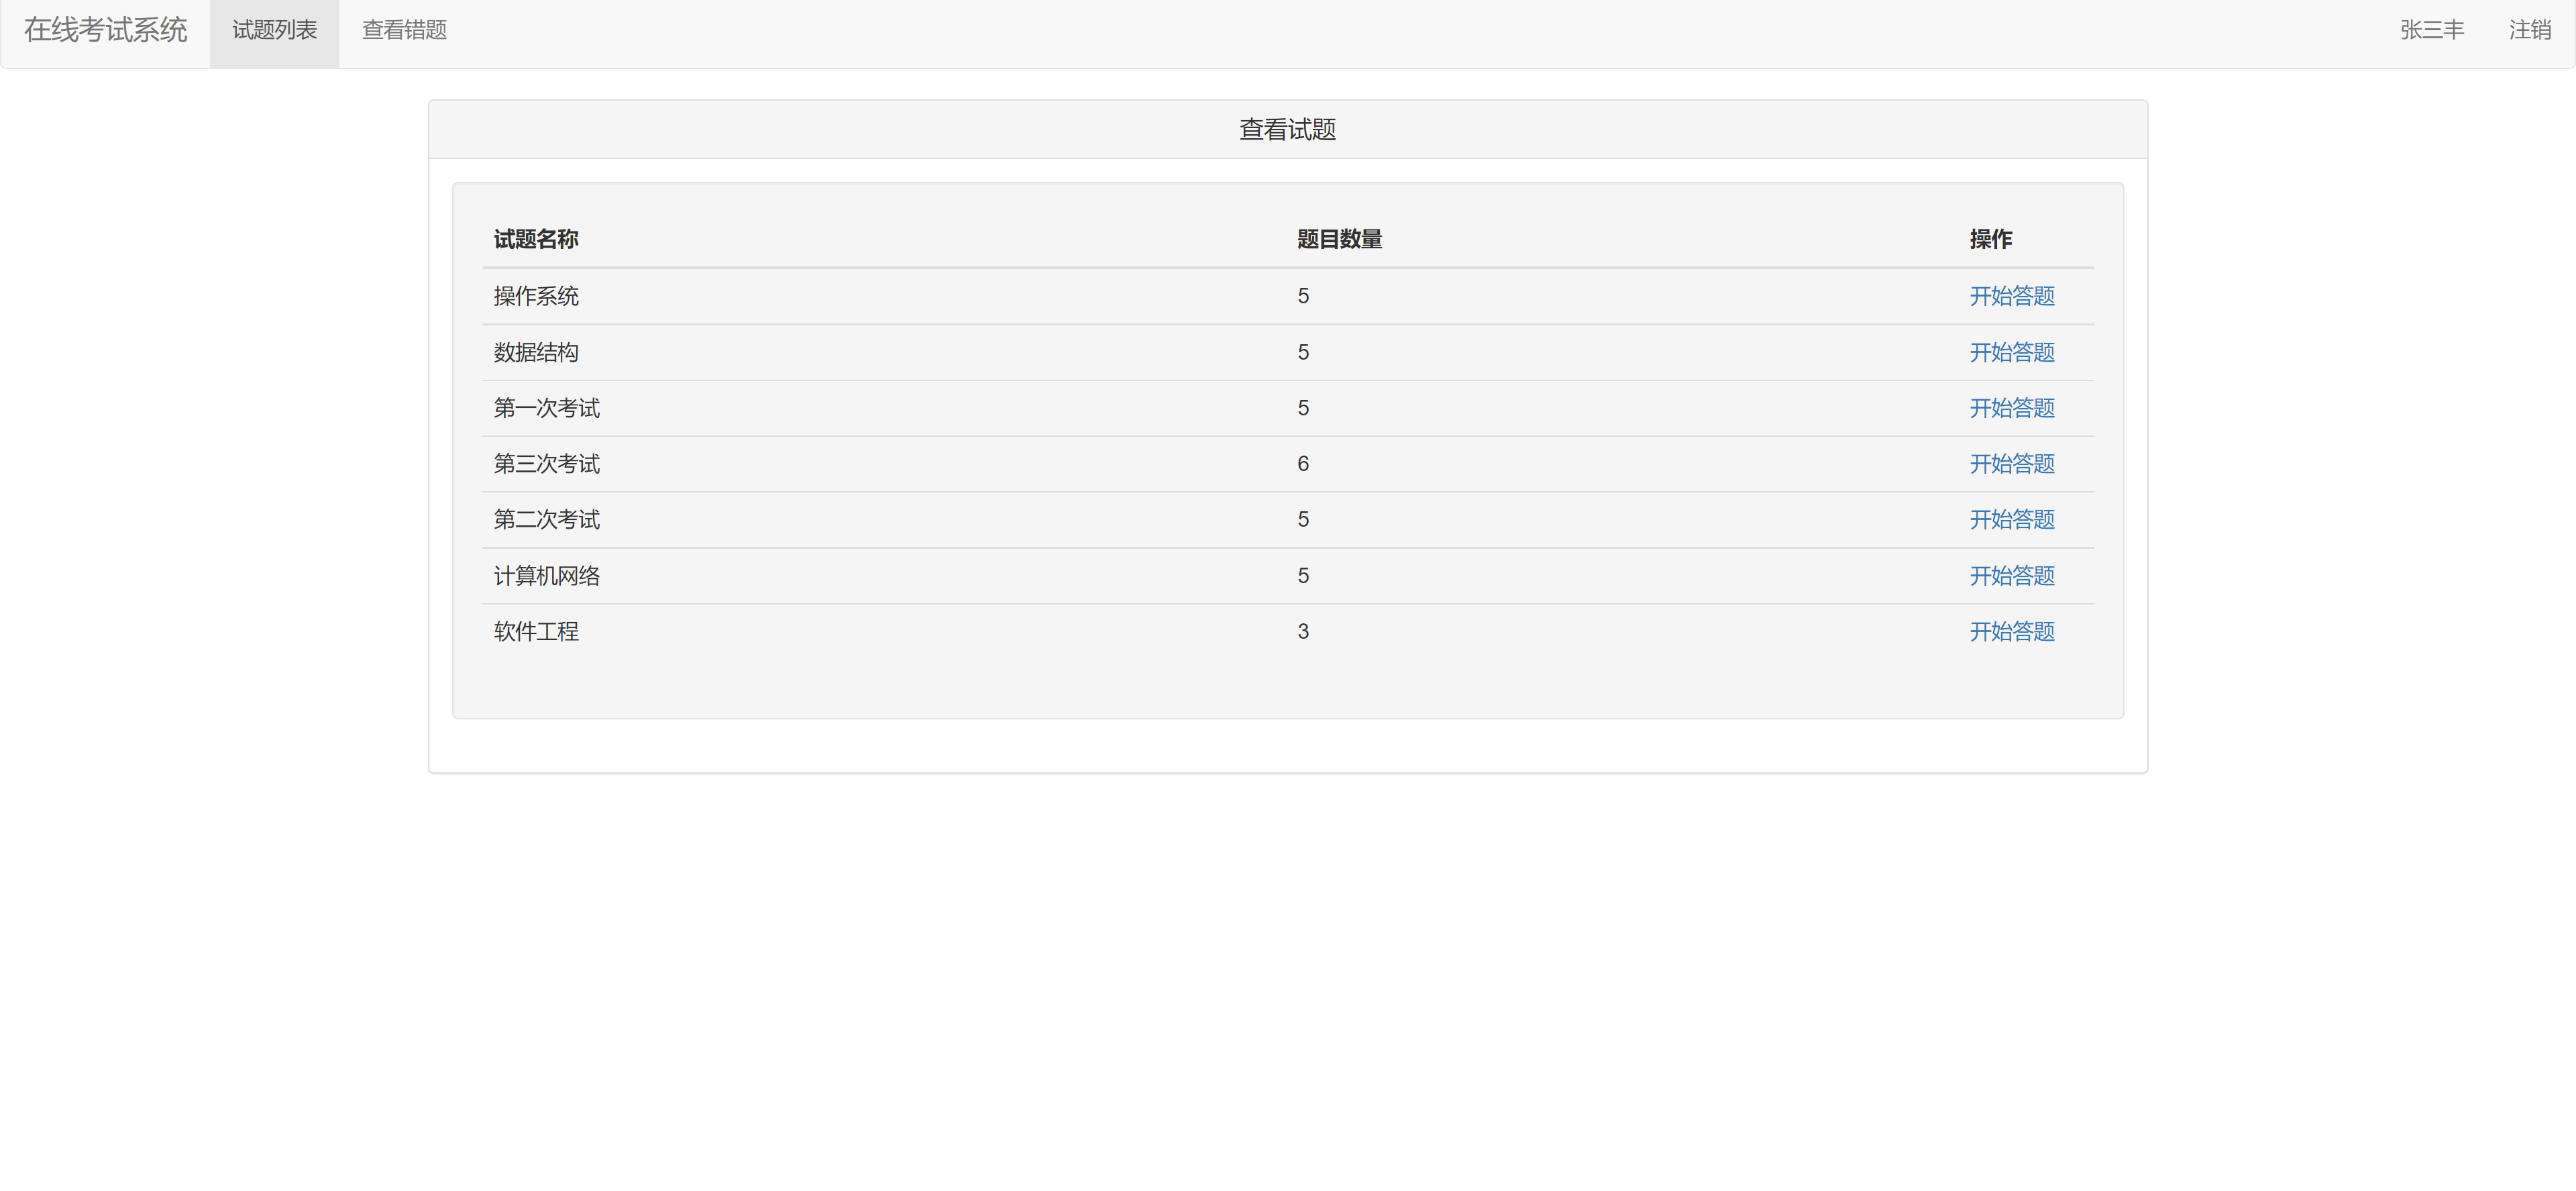 在线考试系统 试题列表 查看错题 张三丰 注销
查看试题
试题名称 题目数量 操作
操作系统 5 开始答题
数据结构 5 开始答题
第一次考试 5 开始答题
第三次考试 6 开始答题
第二次考试 5 开始答题
计算机网络 5 开始答题
软件工程 3 开始答题